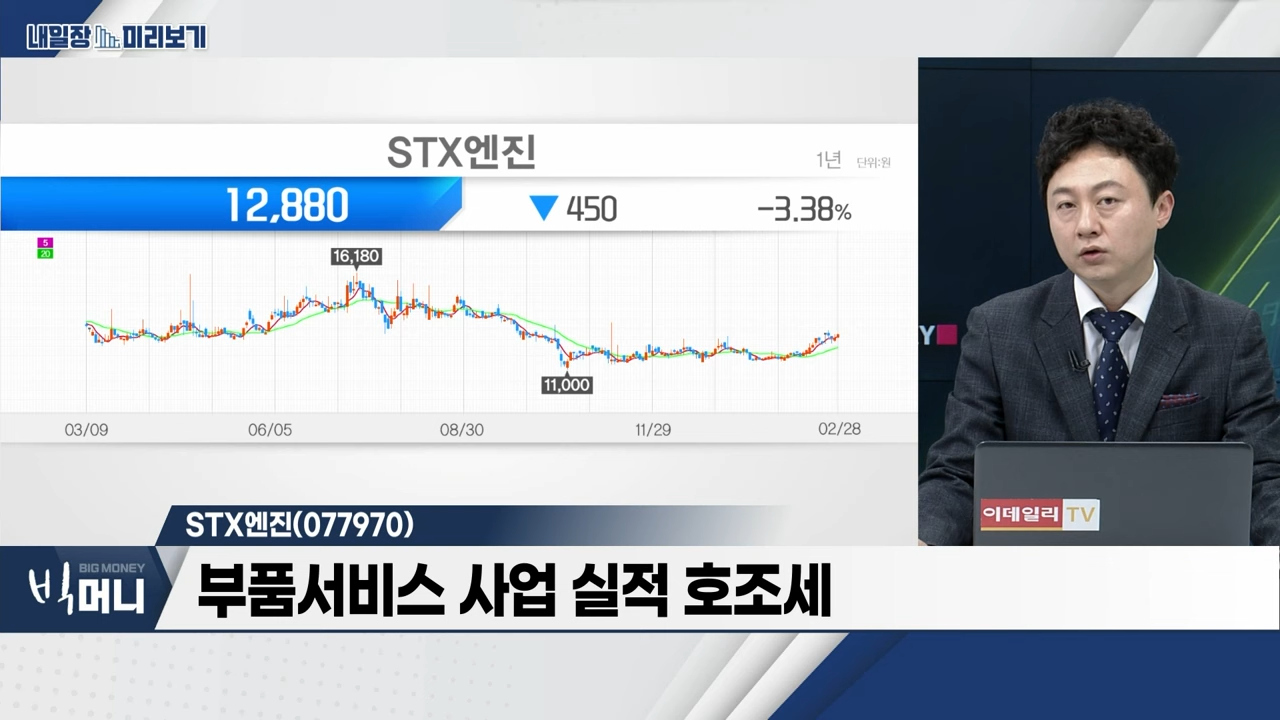 내일장 미리보기
STX엔진
1년 단위:원
12,880 ▼ 450 -3.38%
5
20
16,180
11,000
03/09 06/05 08/30 11/29 02/28
Y
이데일리TV
STX엔진(077970)
BIG MONEY
빅머니
부품서비스 사업 실적 호조세